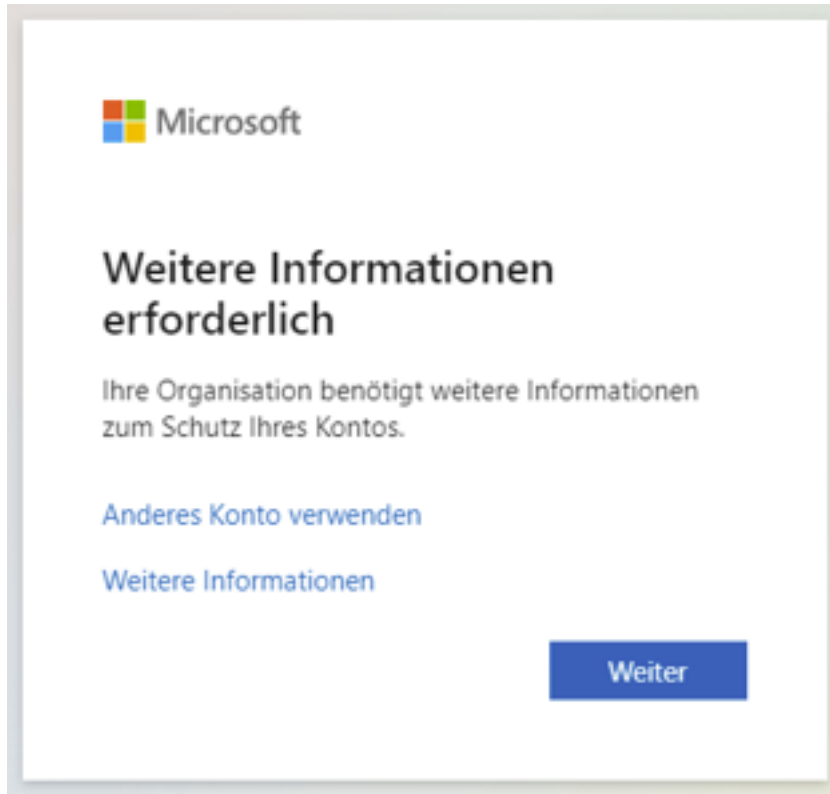 Microsoft
Weitere Informationen
erforderlich
Ihre Organisation benötigt weitere Informationen
zum Schutz Ihres Kontos.
Anderes Konto verwenden
Weitere Informationen
Weiter